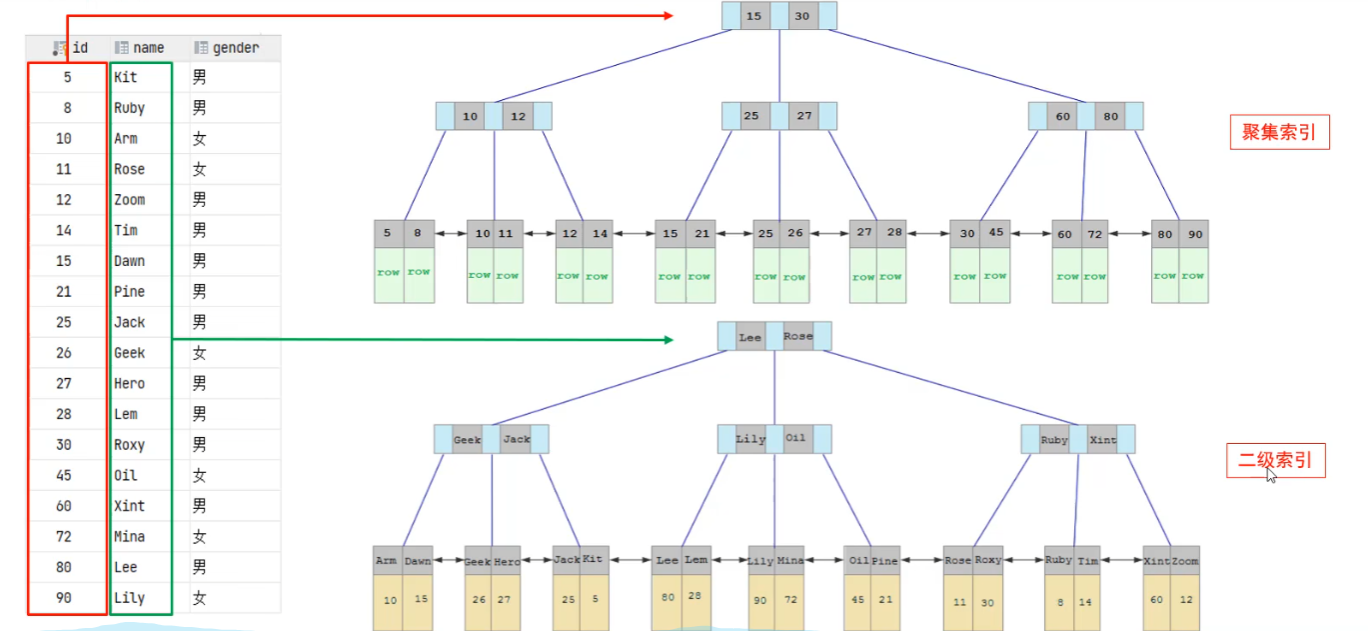 id name gender
5 Kit 男
8 Ruby 男
10 Arm 女
11 Rose 女
12 Zoom 男
14 Tim 男
15 Dawn 男
21 Pine 男
25 Jack 男
26 Geek 女
27 Hero 男
28 Lem 男
30 Roxy 男
45 Oil 女
60 Xint 男
72 Mina 女
80 Lee 男
90 Lily 女
15 30
10 12 25 27 60 80
聚集索引
5 8 10 11 12 14 15 21 25 26 27 28 30 45 60 72 80 90
row row row row row row row row row row row row row row row row row row
Lee Rose
Geek Jack Lily Oil Ruby Xint
二级索引
Arm Dawn Geek Hero Jack Kit Lee Lem Lily Mina Oil Pine Rose Roxy Ruby Tim Xint Zoom
10 15 26 27 25 5 80 28 90 72 45 21 11 30 8 14 60 12